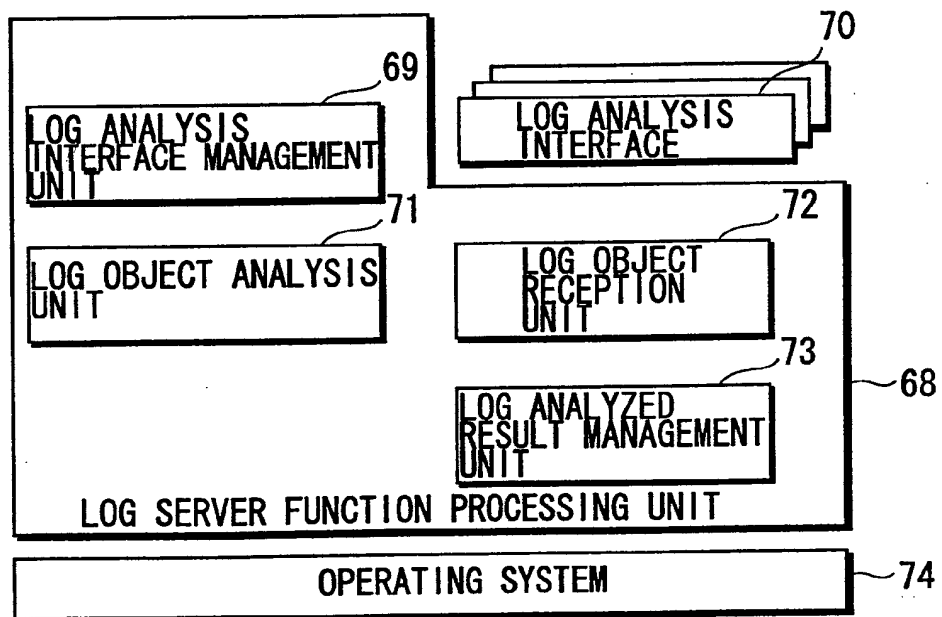 70
69
LOG ANALYSIS
INTERFACE MANAGEMENT
UNIT
LOG ANALYSIS
INTERFACE
71
LOG OBJECT ANALYSIS
UNIT
72
LOG OBJECT
RECEPTION
UNIT
73
LOG ANALYZED
RESULT MANAGEMENT
UNIT
68
LOG SERVER FUNCTION PROCESSING UNIT
OPERATING SYSTEM
74